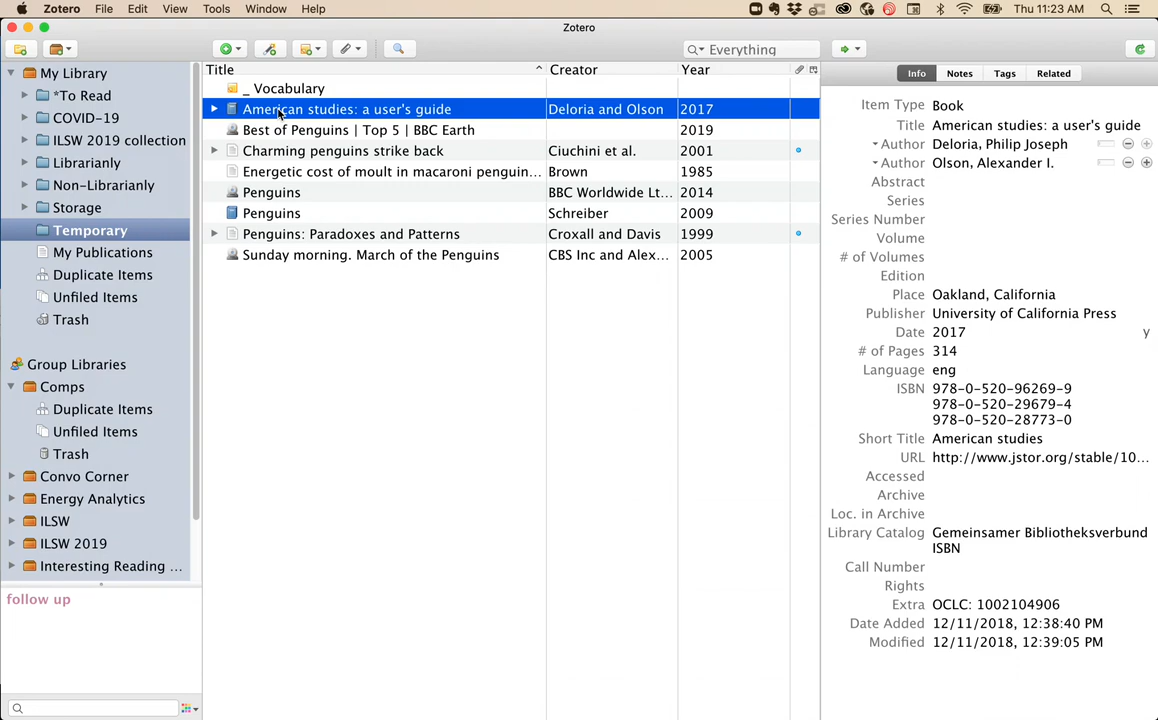 Zotero File Edit View Tools Window Help Thu 11:23 AM
Zotero
Everything
My Library
*To Read
COVID-19
ILSW 2019 collection
Librarianly
Non-Librarianly
Storage
Temporary
My Publications
Duplicate Items
Unfiled Items
Trash
Group Libraries
Comps
Duplicate Items
Unfiled Items
Trash
Convo Corner
Energy Analytics
ILSW
ILSW 2019
Interesting Reading ...
follow up
Title Creator Year
_ Vocabulary
American studies: a user's guide Deloria and Olson 2017
Best of Penguins | Top 5 | BBC Earth 2019
Charming penguins strike back Ciuchini et al. 2001
Energetic cost of moult in macaroni penguin... Brown 1985
Penguins BBC Worldwide Lt... 2014
Penguins Schreiber 2009
Penguins: Paradoxes and Patterns Croxall and Davis 1999
Sunday morning. March of the Penguins CBS Inc and Alex... 2005
Info Notes Tags Related
Item Type Book
Title American studies: a user's guide
Author Deloria, Philip Joseph
Author Olson, Alexander I.
Abstract
Series
Series Number
Volume
# of Volumes
Edition
Place Oakland, California
Publisher University of California Press
Date 2017 y
# of Pages 314
Language eng
ISBN 978-0-520-96269-9
978-0-520-29679-4
978-0-520-28773-0
Short Title American studies
URL http://www.jstor.org/stable/10...
Accessed
Archive
Loc. in Archive
Library Catalog Gemeinsamer Bibliotheksverbund
ISBN
Call Number
Rights
Extra OCLC: 1002104906
Date Added 12/11/2018, 12:38:40 PM
Modified 12/11/2018, 12:39:05 PM